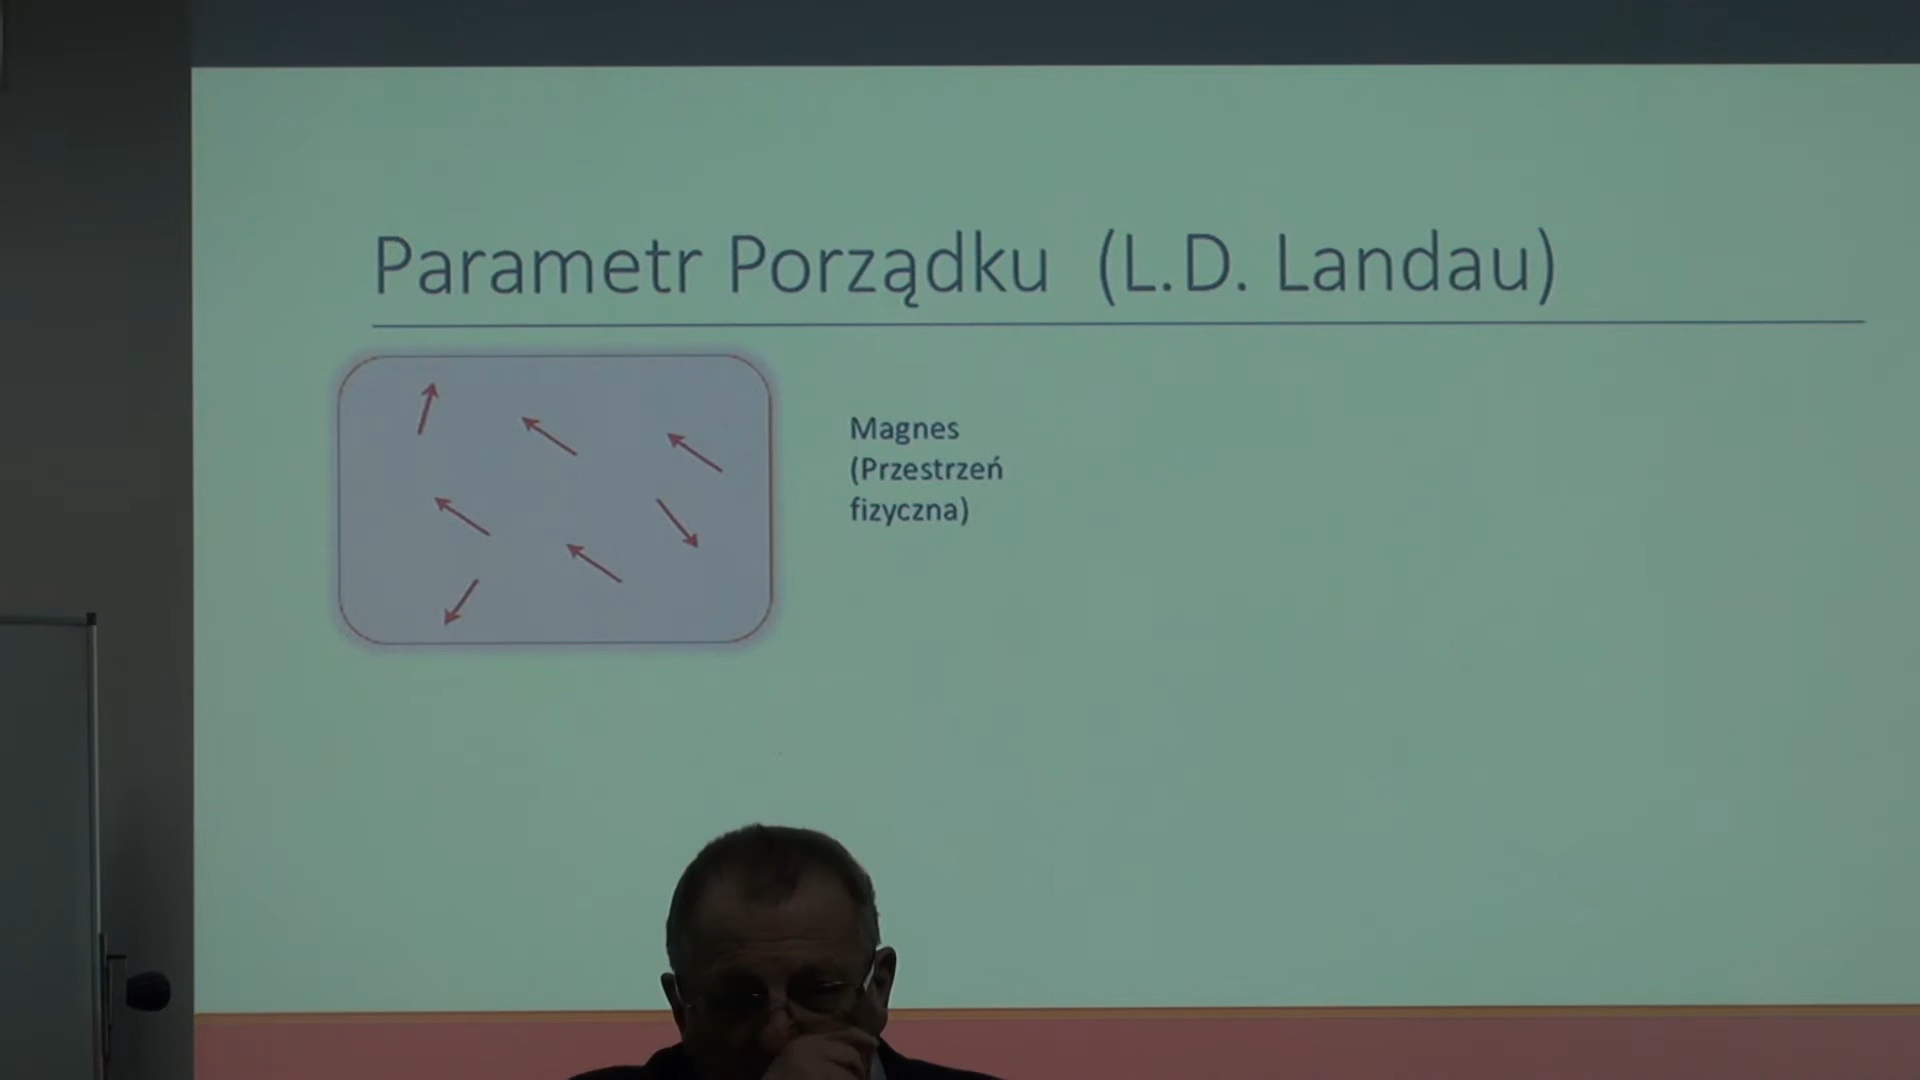 Parametr Porządku (L.D. Landau)
Magnes
(Przestrzeń
fizyczna)